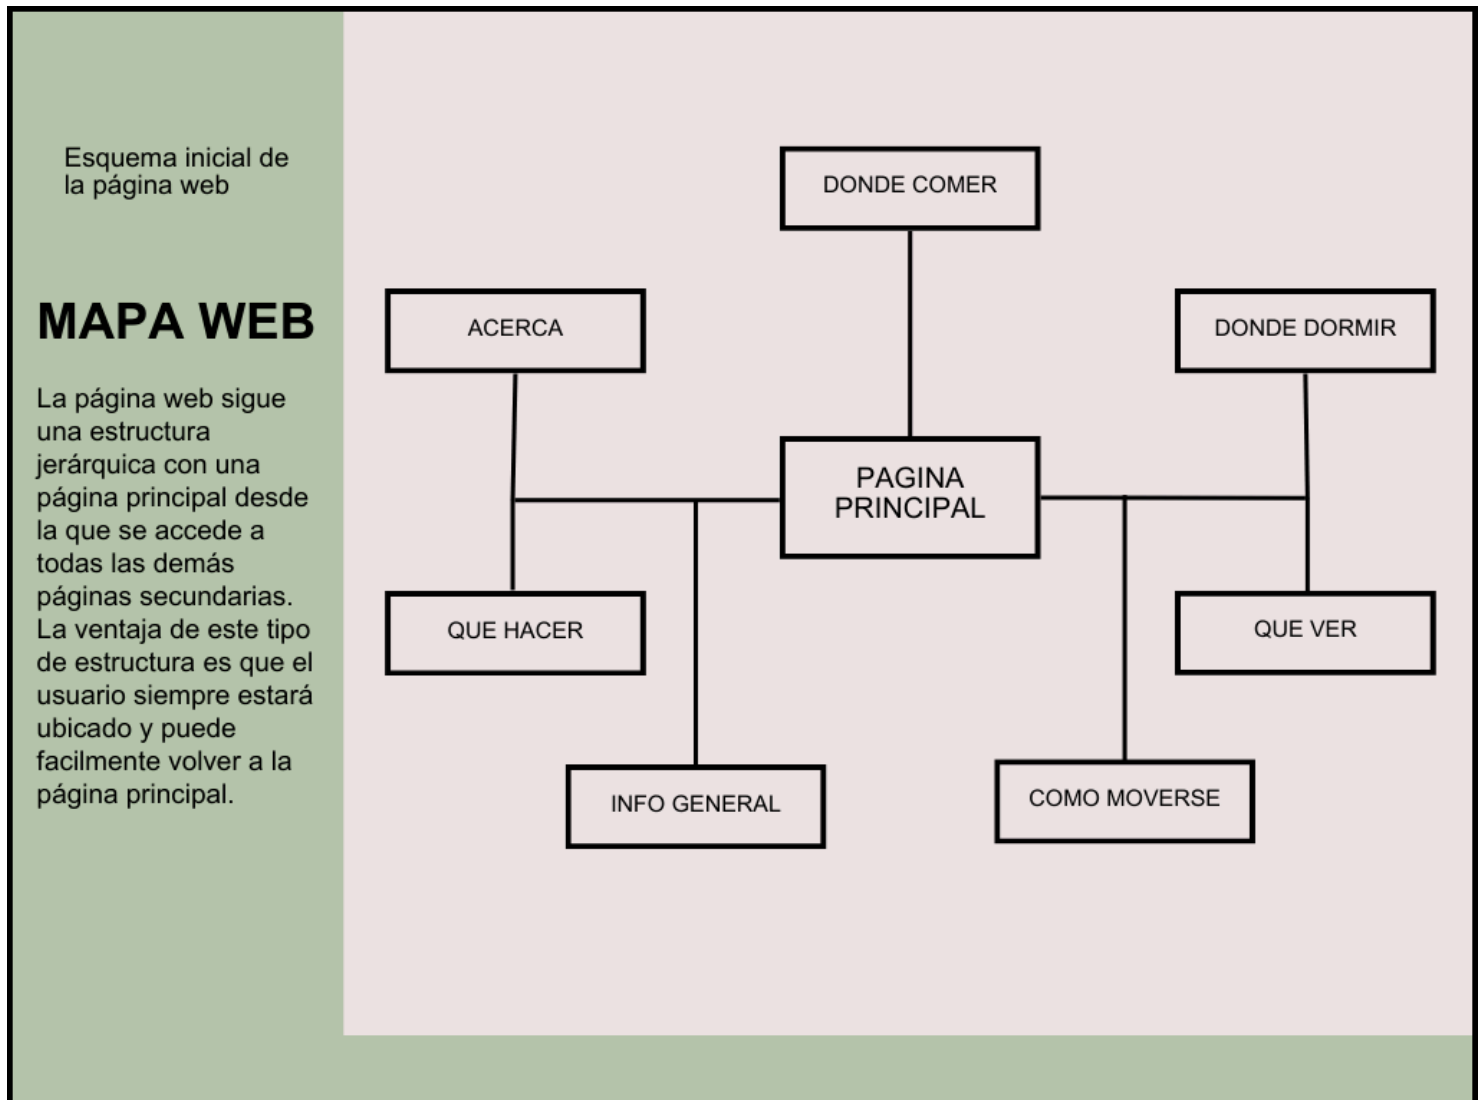 Esquema inicial de
la página web
MAPA WEB
La página web sigue
una estructura
jerárquica con una
página principal desde
la que se accede a
todas las demás
páginas secundarias.
La ventaja de este tipo
de estructura es que el
usuario siempre estará
ubicado y puede
facilmente volver a la
página principal.
DONDE COMER
ACERCA
DONDE DORMIR
PAGINA
PRINCIPAL
QUE HACER
QUE VER
INFO GENERAL
COMO MOVERSE